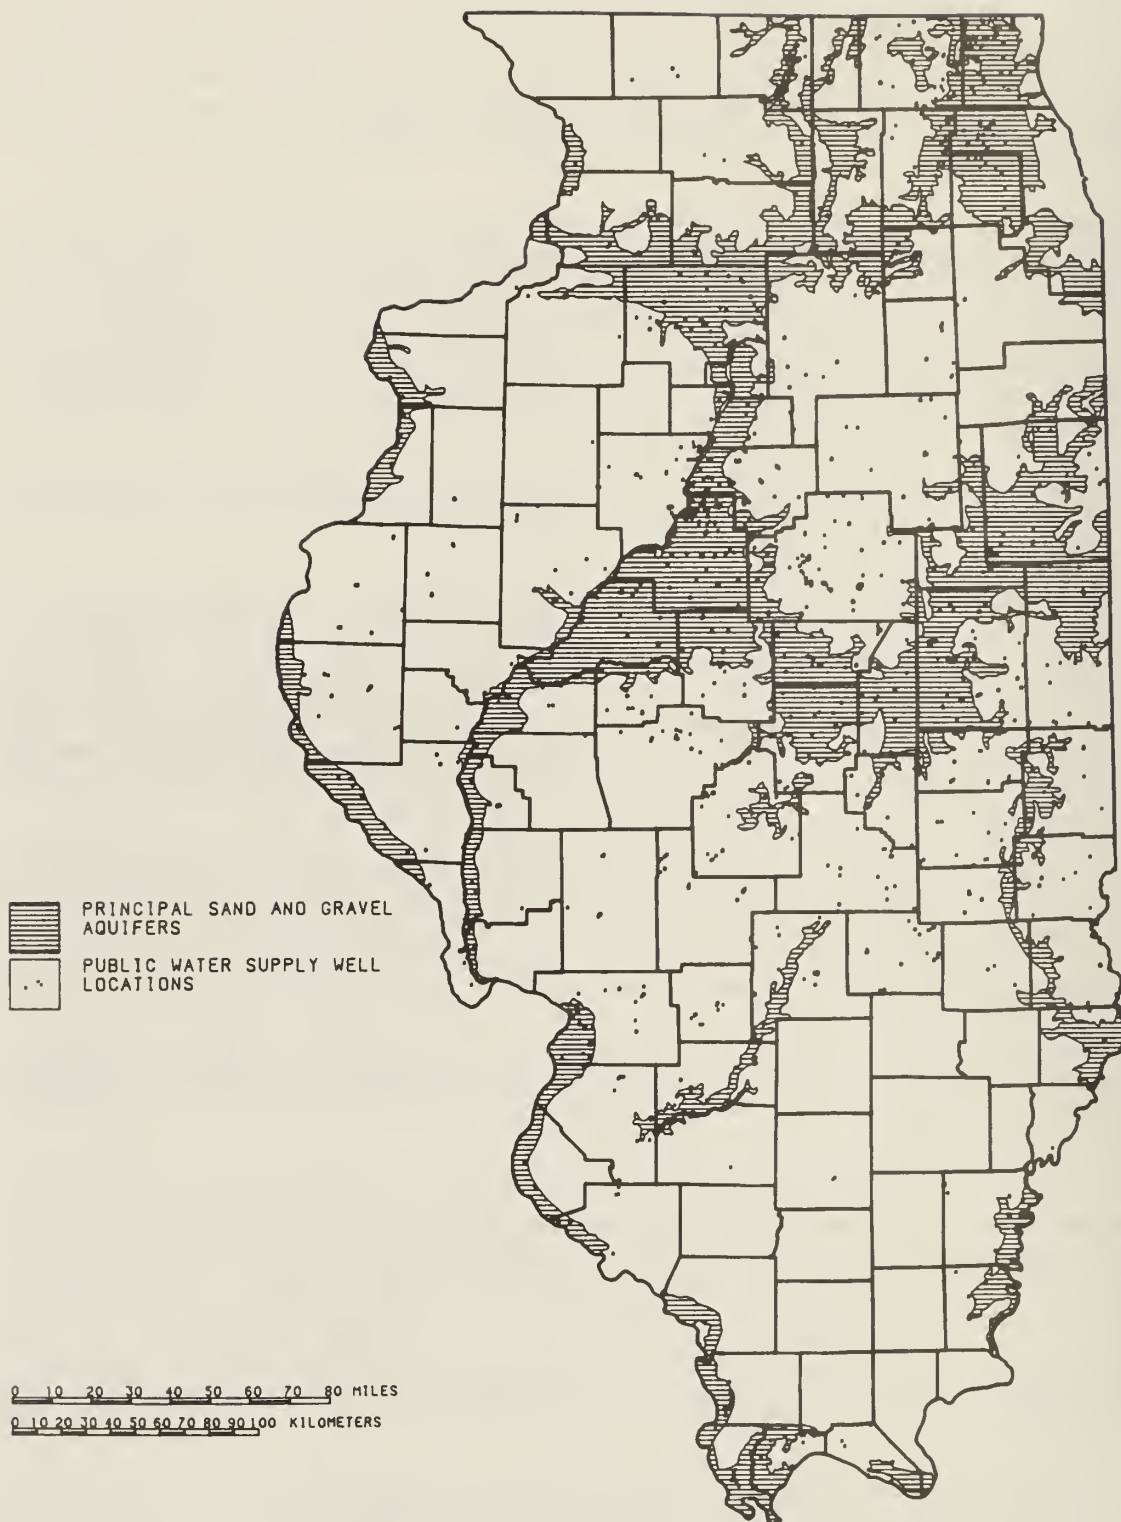 PRINCIPAL SAND AND GRAVEL
AQUIFERS
PUBLIC WATER SUPPLY WELL
LOCATIONS
0 10 20 30 40 50 60 70 80 MILES
0 10 20 30 40 50 60 70 80 90 100 KILOMETERS